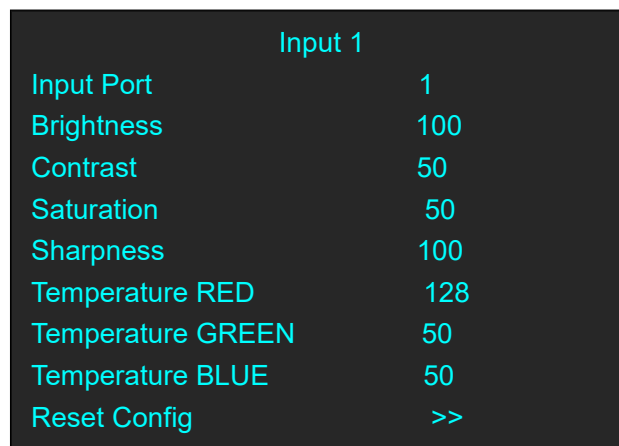 Input 1
Input Port 1
Brightness 100
Contrast 50
Saturation 50
Sharpness 100
Temperature RED 128
Temperature GREEN 50
Temperature BLUE 50
Reset Config >>